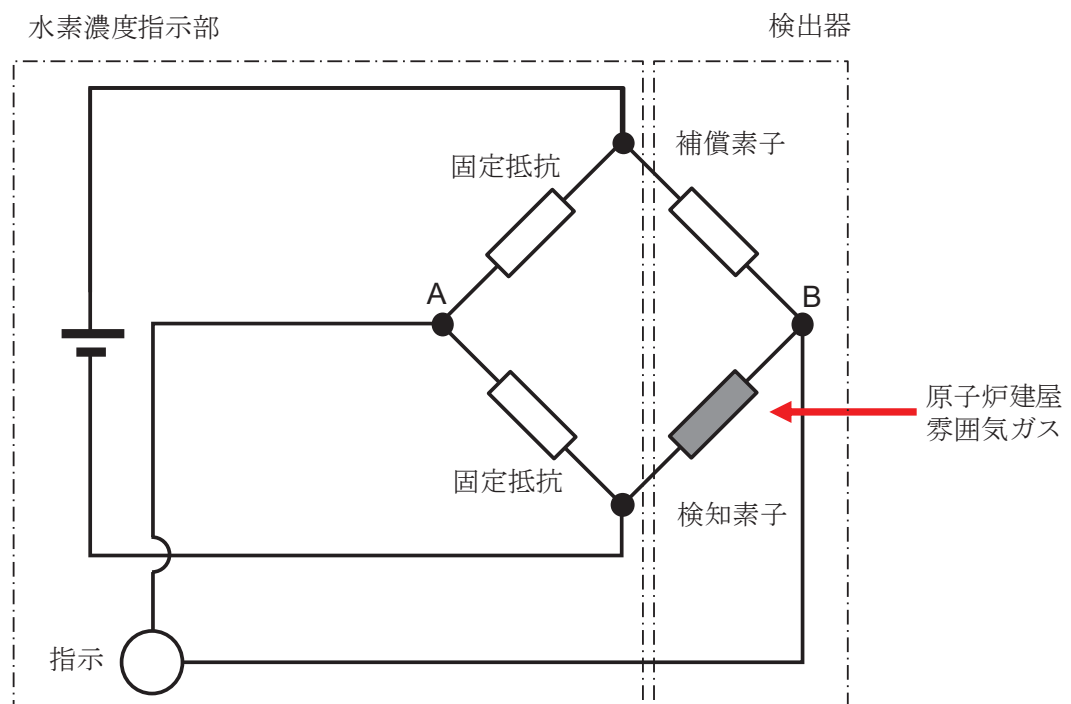 水素濃度指示部
検出器
補償素子
固定抵抗
A
B
原子炉建屋
雰囲気ガス
固定抵抗
検知素子
指示